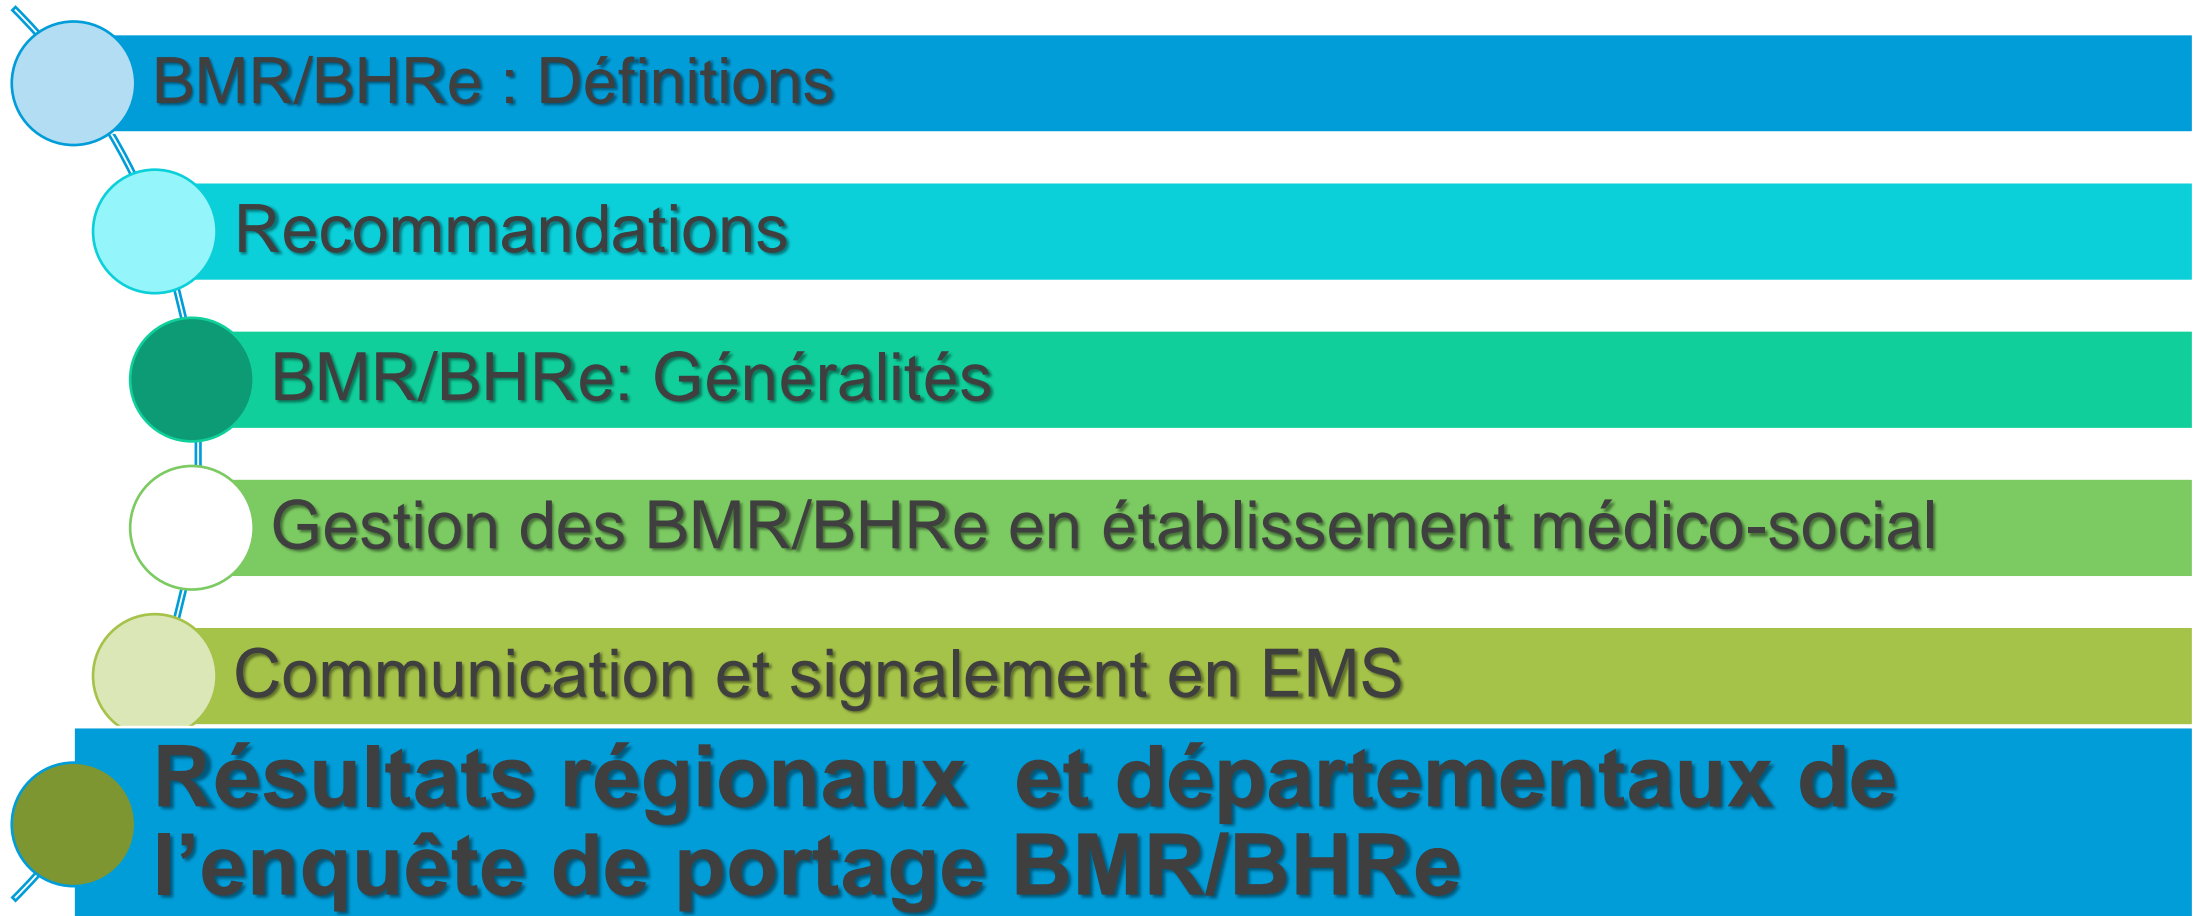 BMR/BHRe : Définitions
Recommandations
BMR/BHRe: Généralités
Gestion des BMR/BHRe en établissement médico-social
Communication et signalement en EMS
Résultats régionaux  et départementaux de
l’enquête de portage BMR/BHRe